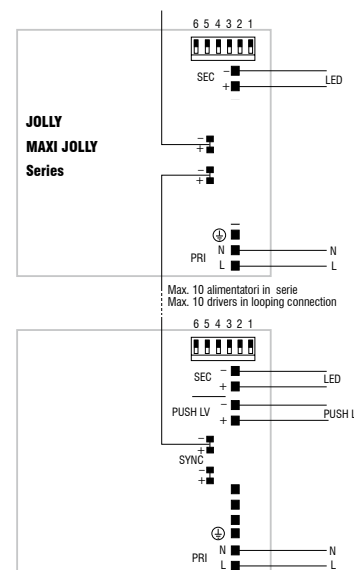 6 5 4 3 2 1
SEC - +
LED
JOLLY
MAXI JOLLY
Series
- +
- +
PRI N L
N
L
Max. 10 alimentatori in serie
Max. 10 drivers in looping connection
6 5 4 3 2 1
SEC - +
LED
PUSH LV - +
PUSH L
- +
SYNC
- +
PRI N L
N
L